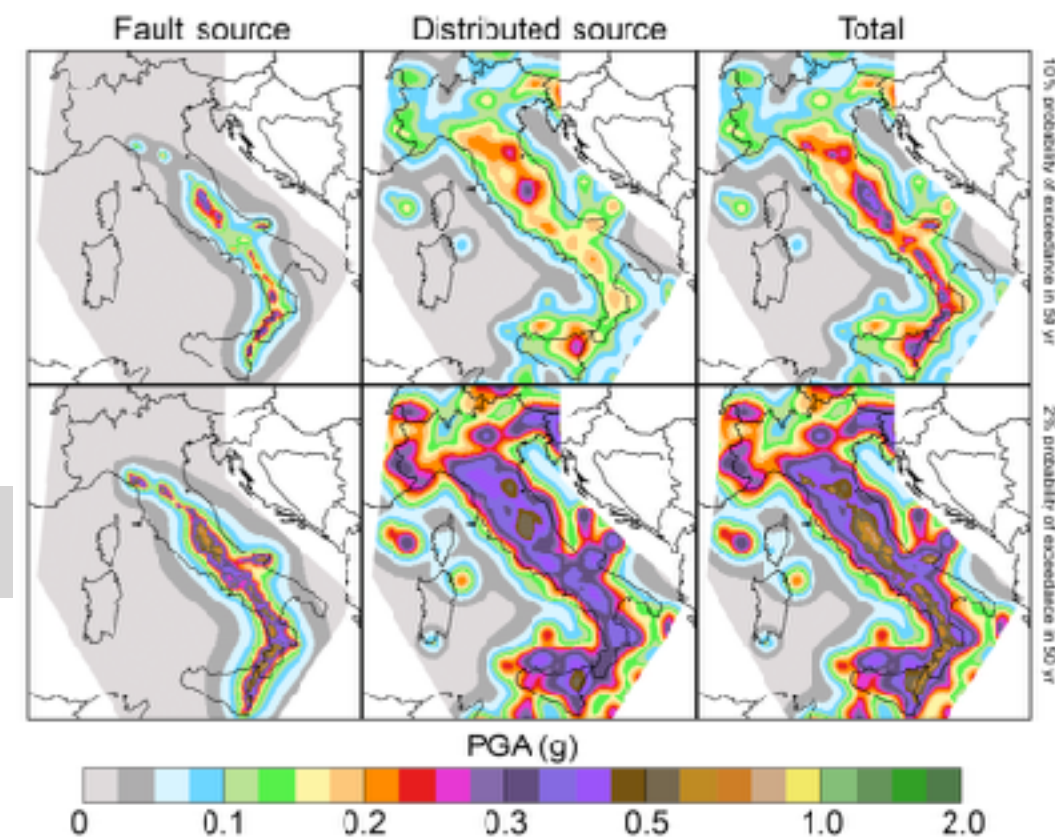 Fault source
Distributed source
Total
10% probability of exceedance in 50 yr
2% probability of exceedance in 50 yr
PGA (g)
0 0.1 0.2 0.3 0.5 1.0 2.0